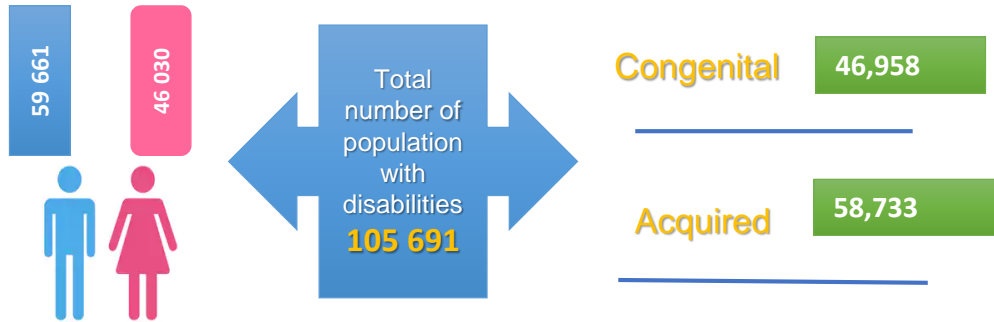 59 661
46 030
Total
number of
population
with
disabilities
105 691
Congenital
46,958
Acquired
58,733